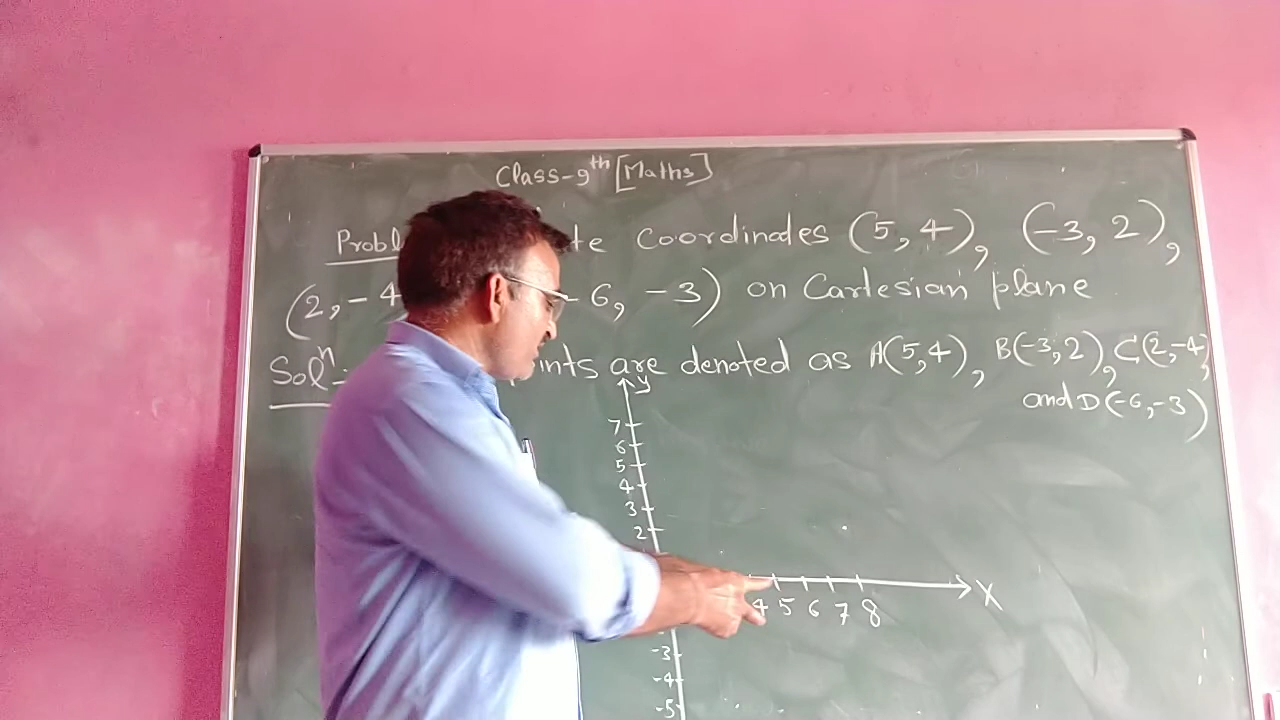 Class-9th [Maths]
Probl te coordinates (5,4), (-3, 2),
(2,-4 - 6, -3) on Cartesian plane
Soln- ints are denoted as A(5,4), B(-3,2), C(2,-4)
and D(-6,-3)
y
7
6
5
4
3
2
4 5 6 7 8 X
-3
-4
-5